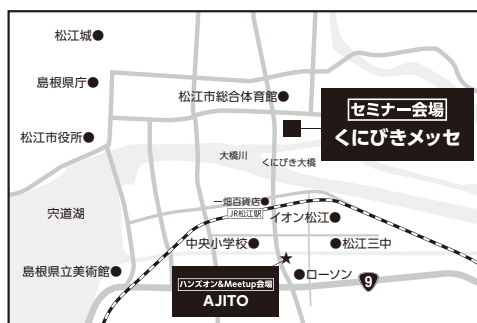 松江城
島根県庁
松江市総合体育館
セミナー会場
くにびきメッセ
松江市役所
大橋川
くにびき大橋
宍道湖
一畑百貨店
JR松江駅
イオン松江
中央小学校
松江三中
島根県立美術館
ハンズオン&Meetup会場
AJITO
ローソン
9